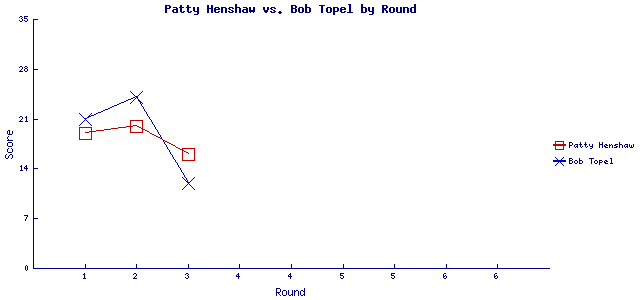 Patty Henshaw vs. Bob Topel by Round
35
28
21
14
7
0
Score
1 2 3 4 4 5 5 6 6
Round
Patty Henshaw
Bob Topel